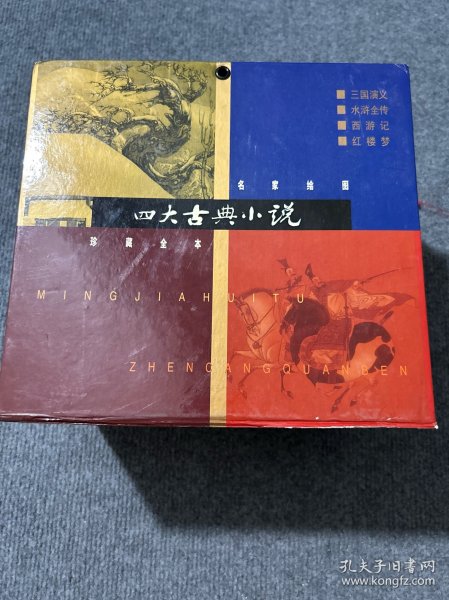 三国演义
水浒全传
西游记
红楼梦
名家绘图
四大古典小说
珍藏全本
MINGJIAHUITU
ZHENCANGQUANBEN
孔夫子旧书网
www.kongfz.com